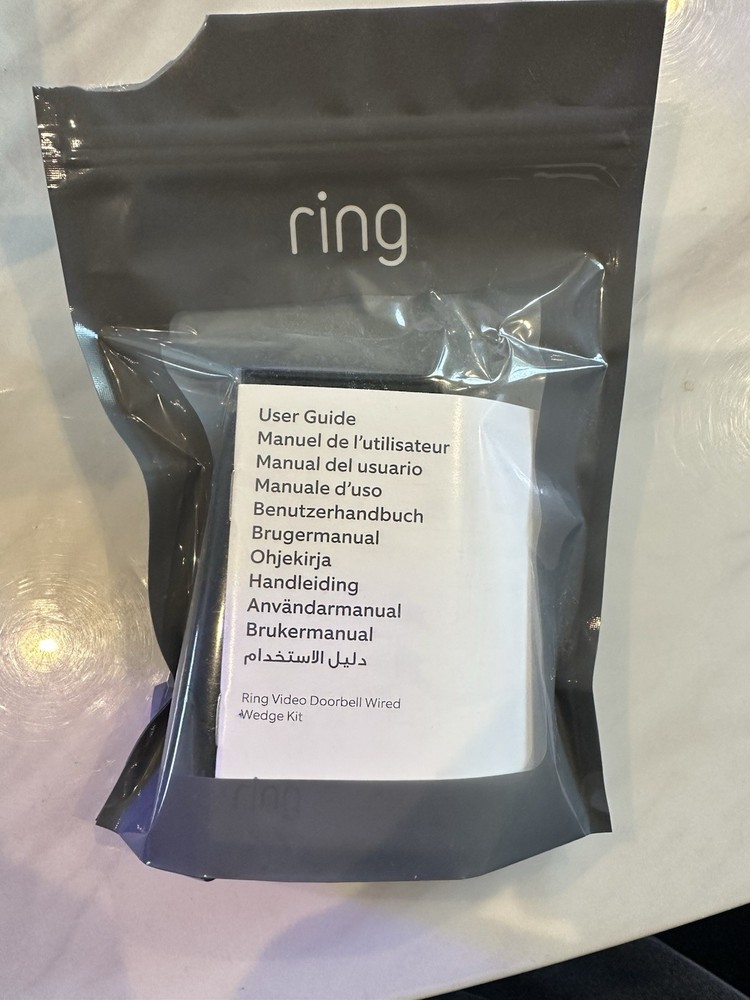 ring
User Guide
Manuel de l'utilisateur
Manual del usuario
Manuale d'uso
Benutzerhandbuch
Brugermanual
Ohjekirja
Handleiding
Användarmanual
Brukermanual
دليل الاستخدام
Ring Video Doorbell Wired
Wedge Kit
ring